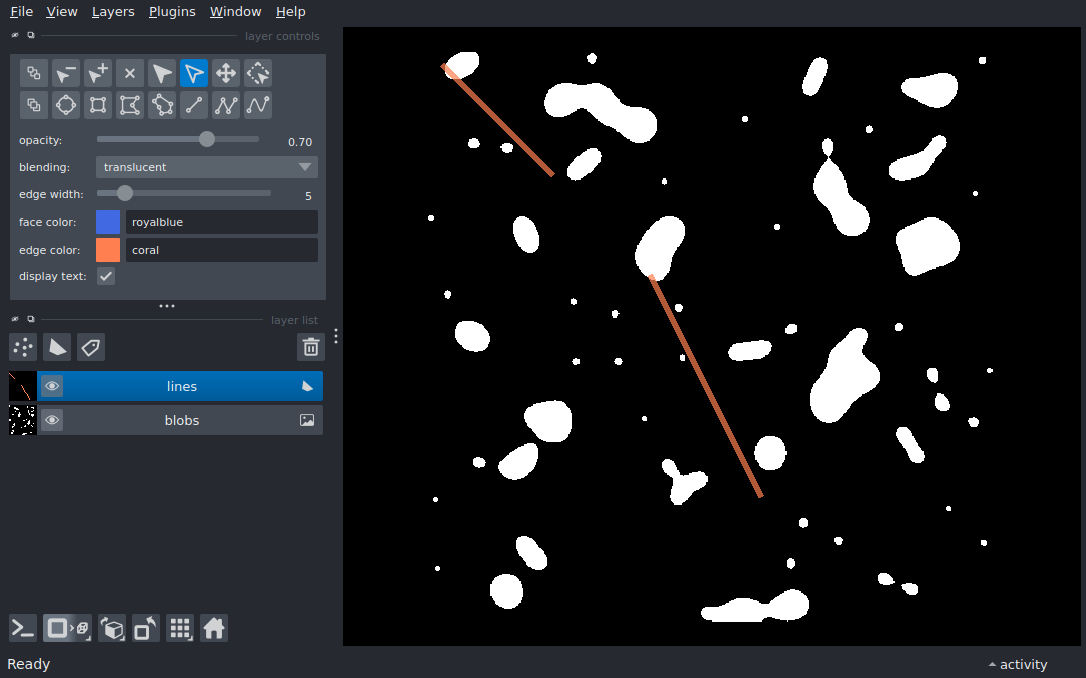 File View Layers Plugins Window Help
layer controls
opacity: 0.70
blending: translucent
edge width: 5
face color: royalblue
edge color: coral
display text:
layer list
lines
blobs
Ready
activity